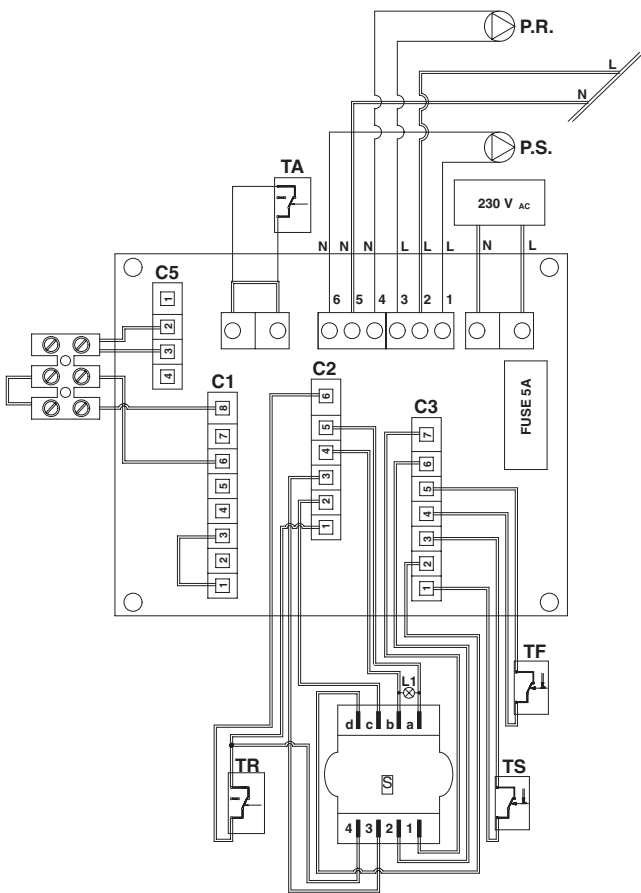 P.R.
L
N
P.S.
TA
230 V AC
N N N L L L N L
6 5 4 3 2 1
C5
1
2
3
4
C1
8
7
6
5
4
3
2
1
C2
6
5
4
3
2
1
C3
7
6
5
4
3
2
1
FUSE 5A
TF
L1
d c b a
S
TR
TS
4 3 2 1